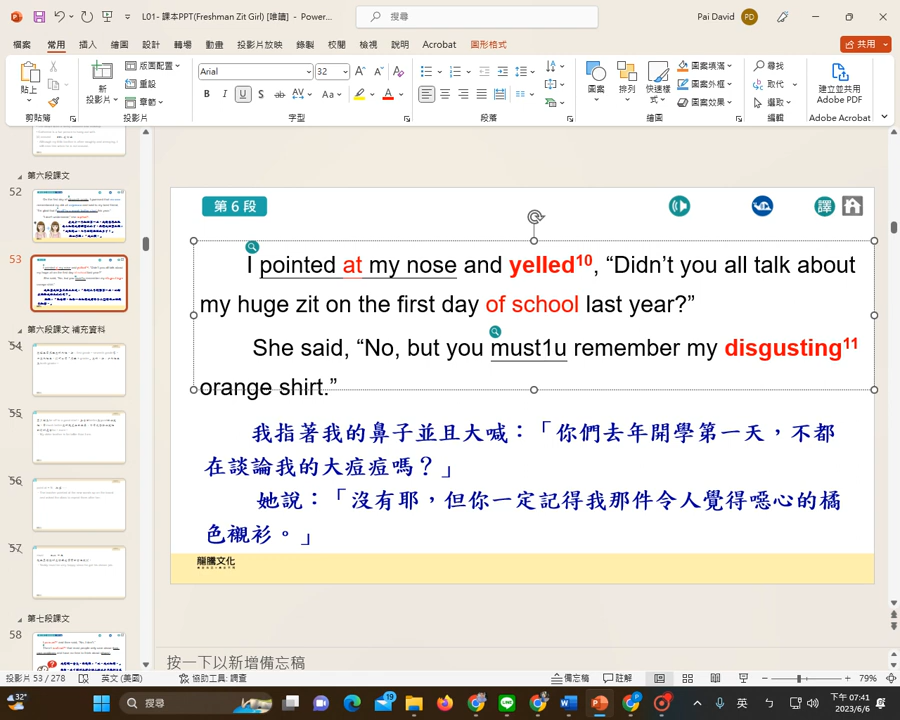 L01- 課本PPT(Freshman Zit Girl) [唯讀] - Power...
搜尋
Pai David
PD
檔案 常用 插入 繪圖 設計 轉場 動畫 投影片放映 錄製 校閱 檢視 說明 Acrobat 圖形格式
共用
貼上
新投影片
版面配置
重設
章節
Arial
32
B I U S ab AV Aa A
圖案
排列
快速樣式
圖案填滿
圖案外框
圖案效果
尋找
取代
選取
建立並共用 Adobe PDF
剪貼簿 投影片 字型 段落 繪圖 編輯 Adobe Acrobat
第六段課文
52
53
第六段課文 補充資料
54
55
56
57
第七段課文
58
第 6 段
譯
I pointed at my nose and yelled10, “Didn’t you all talk about
my huge zit on the first day of school last year?”
She said, “No, but you must1u remember my disgusting11
orange shirt.”
我指著我的鼻子並且大喊：「你們去年開學第一天，不都
在談論我的大痘痘嗎？」
她說：「沒有耶，但你一定記得我那件令人覺得噁心的橘
色襯衫。」
龍騰文化
按一下以新增備忘稿
投影片 53 / 278 英文 (美國) 協助工具: 調查 備忘稿 註解 79%
32°
搜尋
英
下午 07:41
2023/6/6